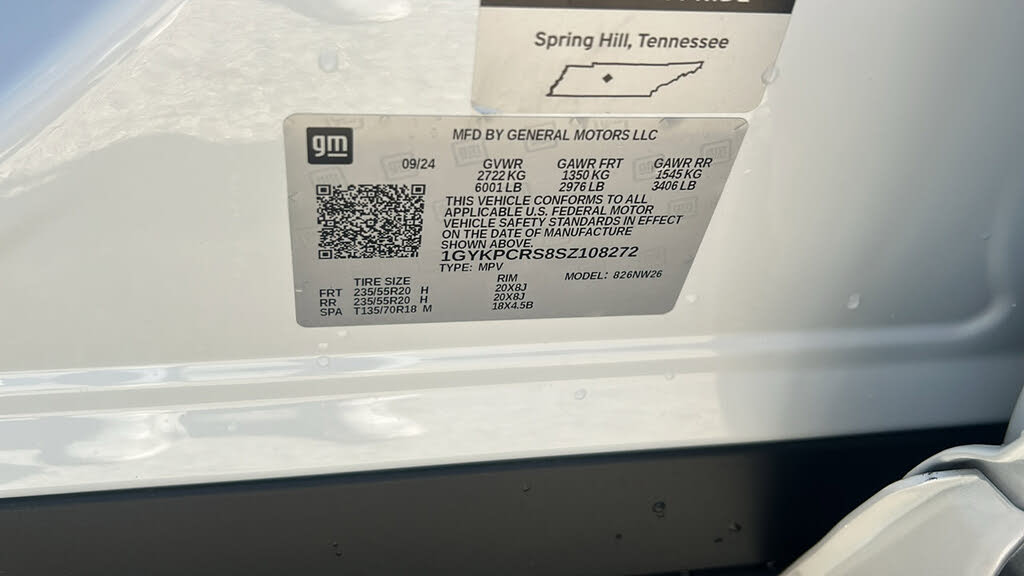 Spring Hill, Tennessee
gm
MFD BY GENERAL MOTORS LLC
09/24 GVWR GAWR FRT GAWR RR
2722 KG 1350 KG 1545 KG
6001 LB 2976 LB 3406 LB
THIS VEHICLE CONFORMS TO ALL
APPLICABLE U.S. FEDERAL MOTOR
VEHICLE SAFETY STANDARDS IN EFFECT
ON THE DATE OF MANUFACTURE
SHOWN ABOVE.
1GYKPCRS8SZ108272
TYPE: MPV MODEL: 826NW26
TIRE SIZE RIM
FRT 235/55R20 H 20X8J
RR 235/55R20 H 20X8J
SPA T135/70R18 M 18X4.5B